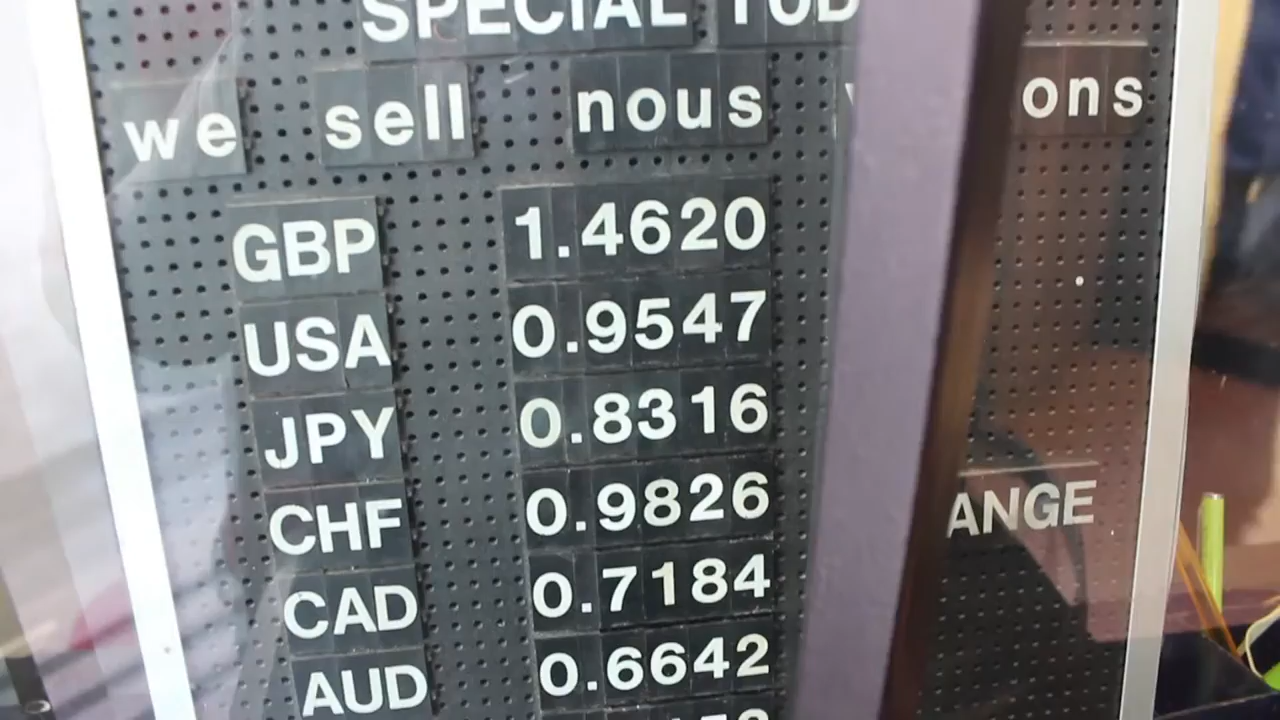 SPECIAL TOD
we sell nous ons
GBP 1.4620
USA 0.9547
JPY 0.8316
CHF 0.9826
ANGE
CAD 0.7184
AUD 0.6642